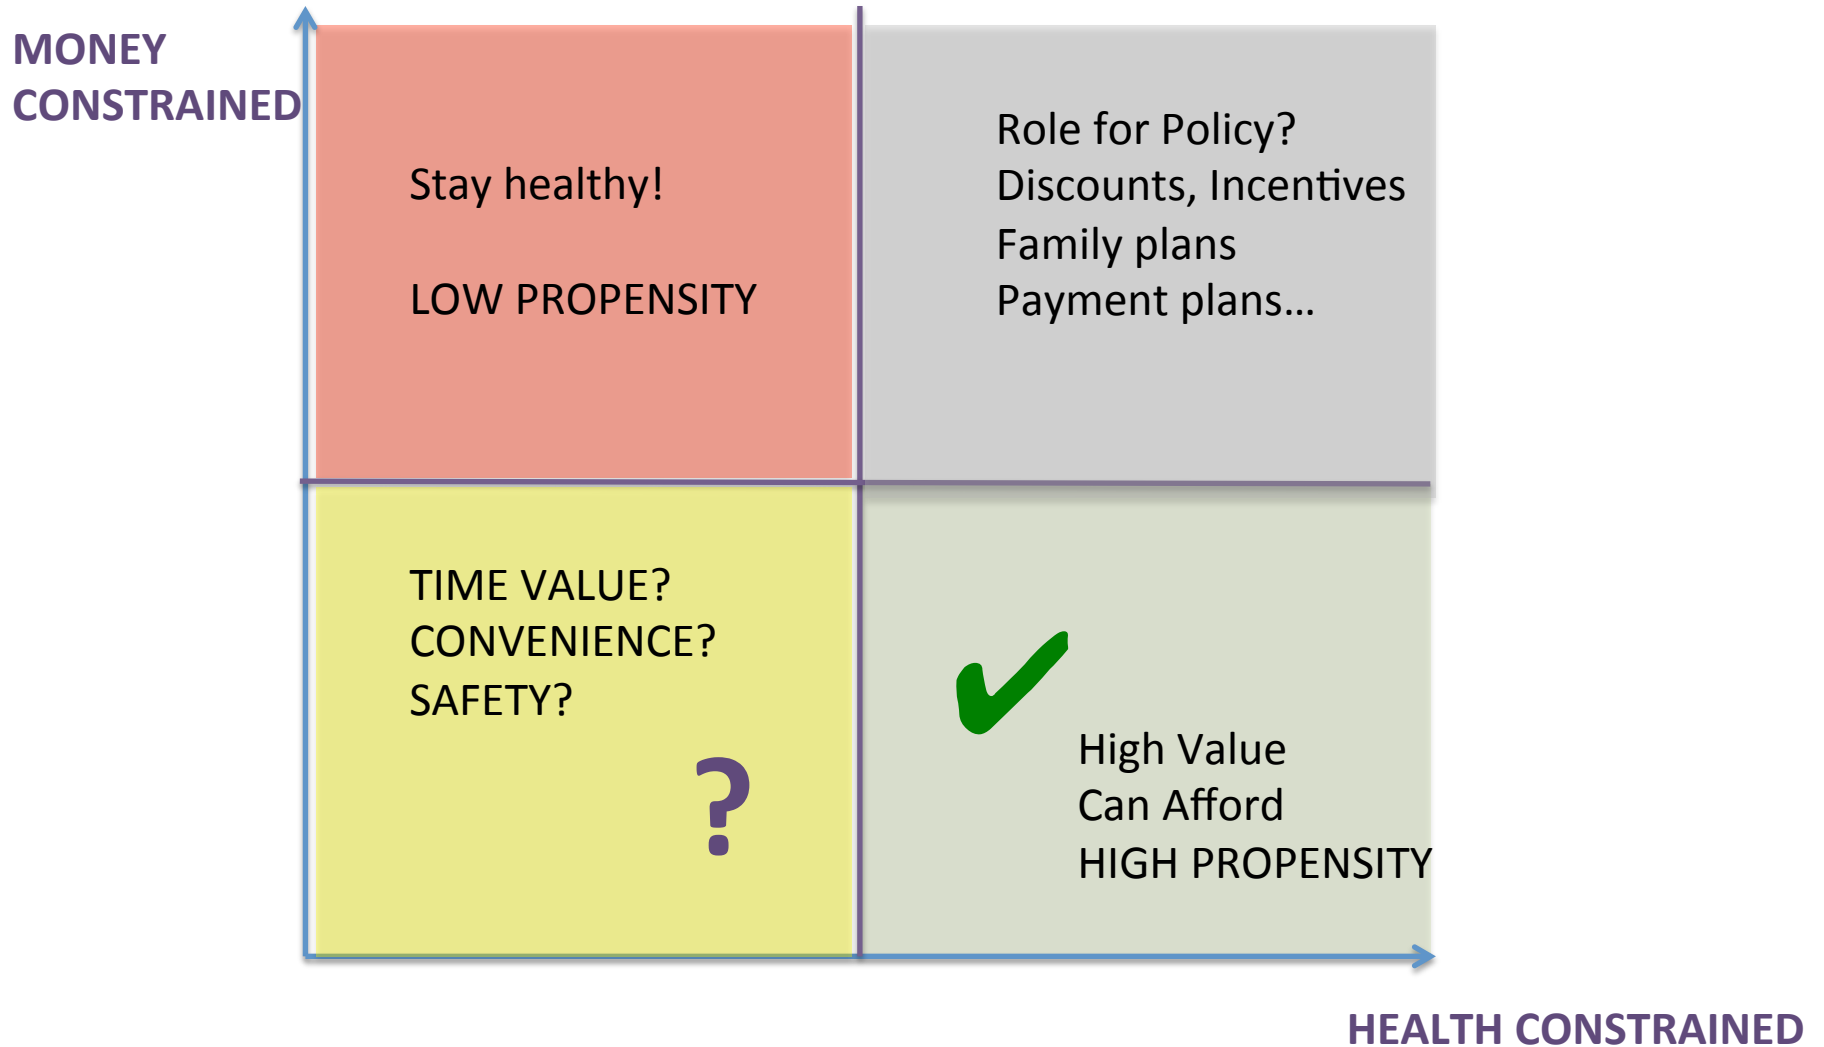 MONEY
CONSTRAINED
Stay healthy!
LOW PROPENSITY
Role for Policy?
Discounts, Incentives
Family plans
Payment plans...
TIME VALUE?
CONVENIENCE?
SAFETY?
?
High Value
Can Afford
HIGH PROPENSITY
HEALTH CONSTRAINED